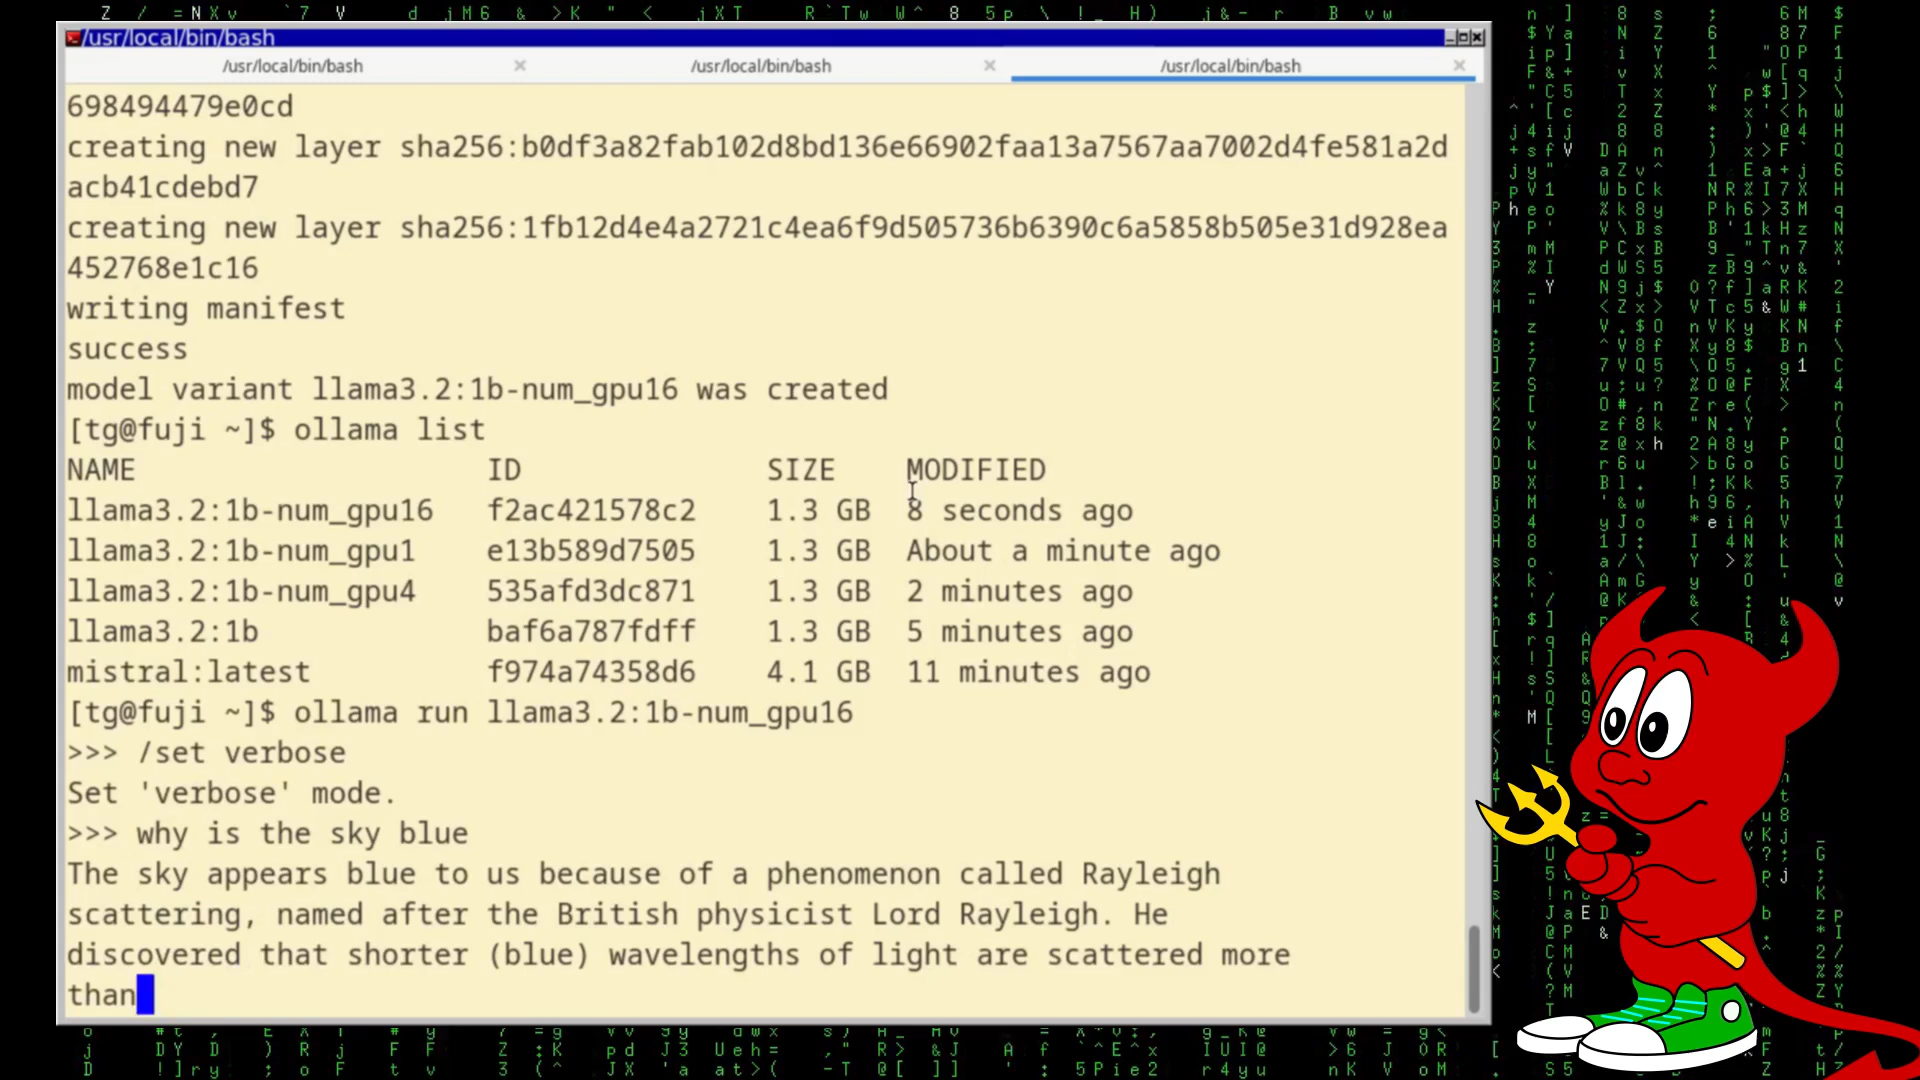 /usr/local/bin/bash
/usr/local/bin/bash /usr/local/bin/bash /usr/local/bin/bash
698494479e0cd
creating new layer sha256:b0df3a82fab102d8bd136e66902faa13a7567aa7002d4fe581a2d
acb41cdebd7
creating new layer sha256:1fb12d4e4a2721c4ea6f9d505736b6390c6a5858b505e31d928ea
452768e1c16
writing manifest
success
model variant llama3.2:1b-num_gpu16 was created
[tg@fuji ~]$ ollama list
NAME ID SIZE MODIFIED
llama3.2:1b-num_gpu16 f2ac421578c2 1.3 GB 8 seconds ago
llama3.2:1b-num_gpu1 e13b589d7505 1.3 GB About a minute ago
llama3.2:1b-num_gpu4 535afd3dc871 1.3 GB 2 minutes ago
llama3.2:1b baf6a787fdff 1.3 GB 5 minutes ago
mistral:latest f974a74358d6 4.1 GB 11 minutes ago
[tg@fuji ~]$ ollama run llama3.2:1b-num_gpu16
>>> /set verbose
Set 'verbose' mode.
>>> why is the sky blue
The sky appears blue to us because of a phenomenon called Rayleigh
scattering, named after the British physicist Lord Rayleigh. He
discovered that shorter (blue) wavelengths of light are scattered more
than